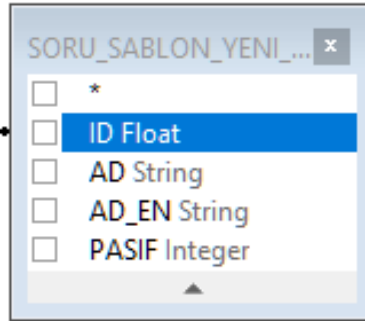 SORU_SABLON_YENI_... x
*
ID Float
AD String
AD_EN String
PASIF Integer